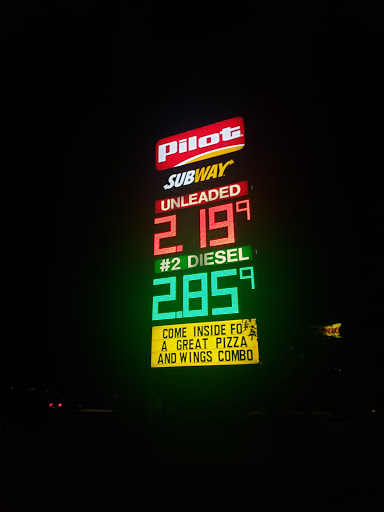 Pilot
SUBWAY
UNLEADED
2.19 9
#2 DIESEL
2.85 9
COME INSIDE FO
A GREAT PIZZA
AND WINGS COMBO